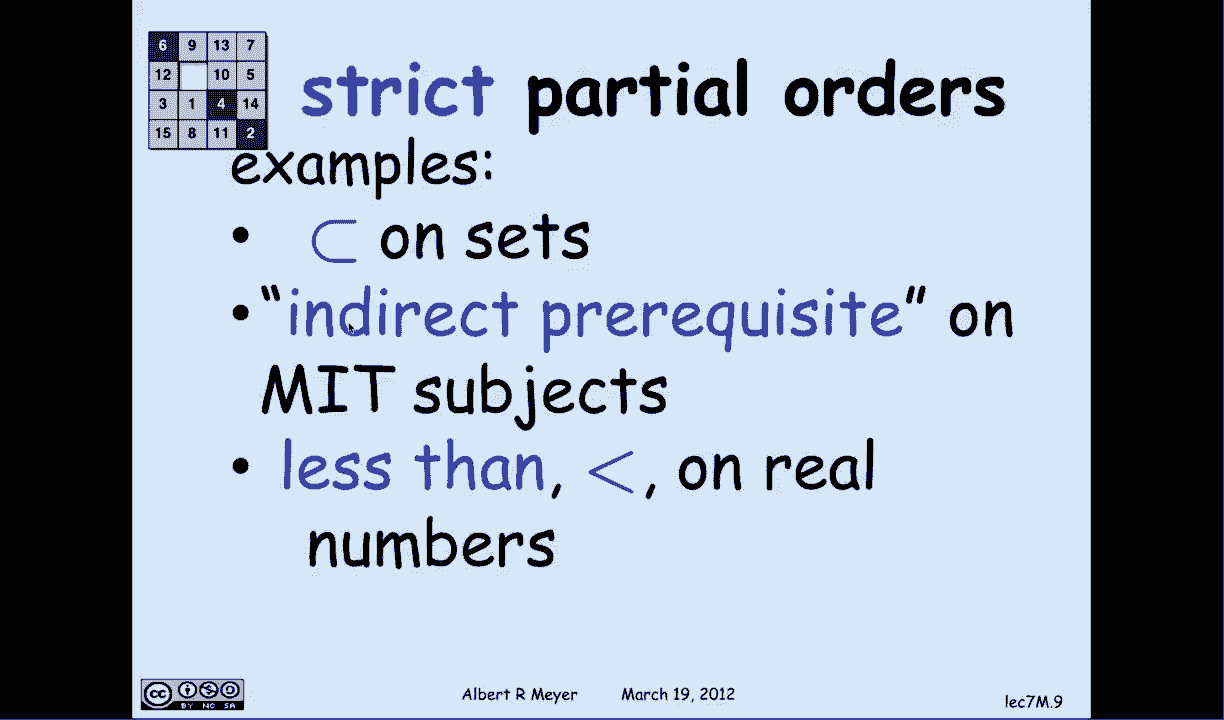 6 9 13 7
12 10 5
3 1 4 14
15 8 11 2
strict partial orders
examples:
• ⊂ on sets
• “indirect prerequisite” on
MIT subjects
• less than, <, on real
numbers
cc BY NC SA
Albert R Meyer March 19, 2012
lec7M.9